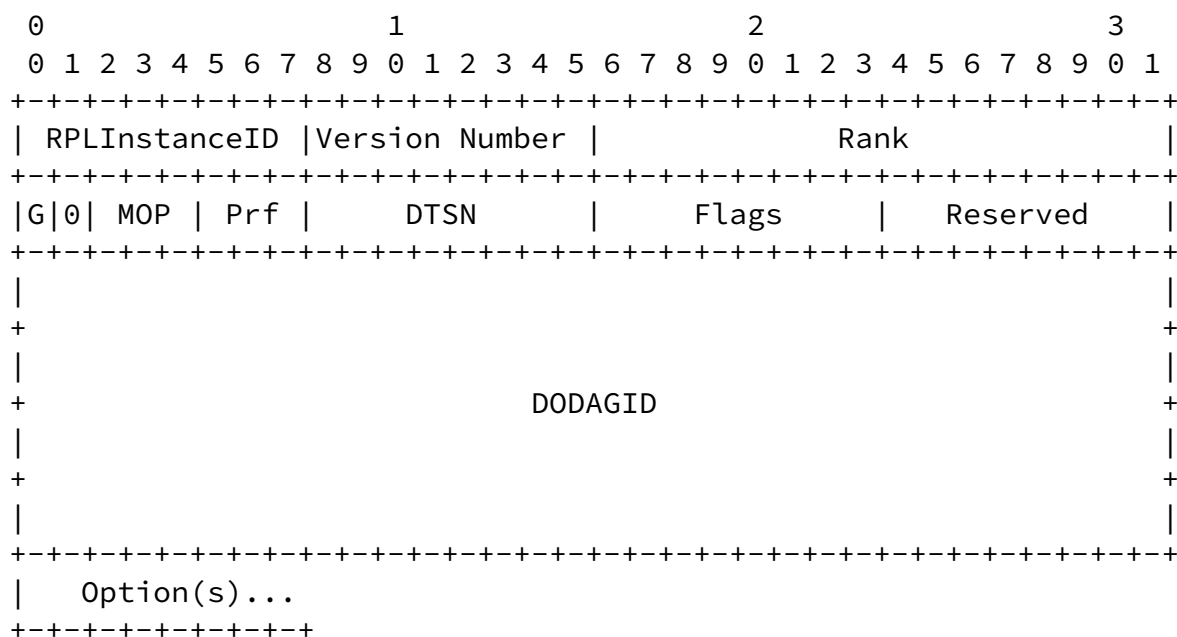 0                   1                   2                   3
 0 1 2 3 4 5 6 7 8 9 0 1 2 3 4 5 6 7 8 9 0 1 2 3 4 5 6 7 8 9 0 1
+-+-+-+-+-+-+-+-+-+-+-+-+-+-+-+-+-+-+-+-+-+-+-+-+-+-+-+-+-+-+-+-+
| RPLInstanceID |Version Number |             Rank              |
+-+-+-+-+-+-+-+-+-+-+-+-+-+-+-+-+-+-+-+-+-+-+-+-+-+-+-+-+-+-+-+-+
|G|0| MOP | Prf |     DTSN      |     Flags     |   Reserved    |
+-+-+-+-+-+-+-+-+-+-+-+-+-+-+-+-+-+-+-+-+-+-+-+-+-+-+-+-+-+-+-+-+
|                                                               |
+                                                               +
|                                                               |
+                            DODAGID                            +
|                                                               |
+                                                               +
|                                                               |
+-+-+-+-+-+-+-+-+-+-+-+-+-+-+-+-+-+-+-+-+-+-+-+-+-+-+-+-+-+-+-+-+
|   Option(s)...
+-+-+-+-+-+-+-+-+